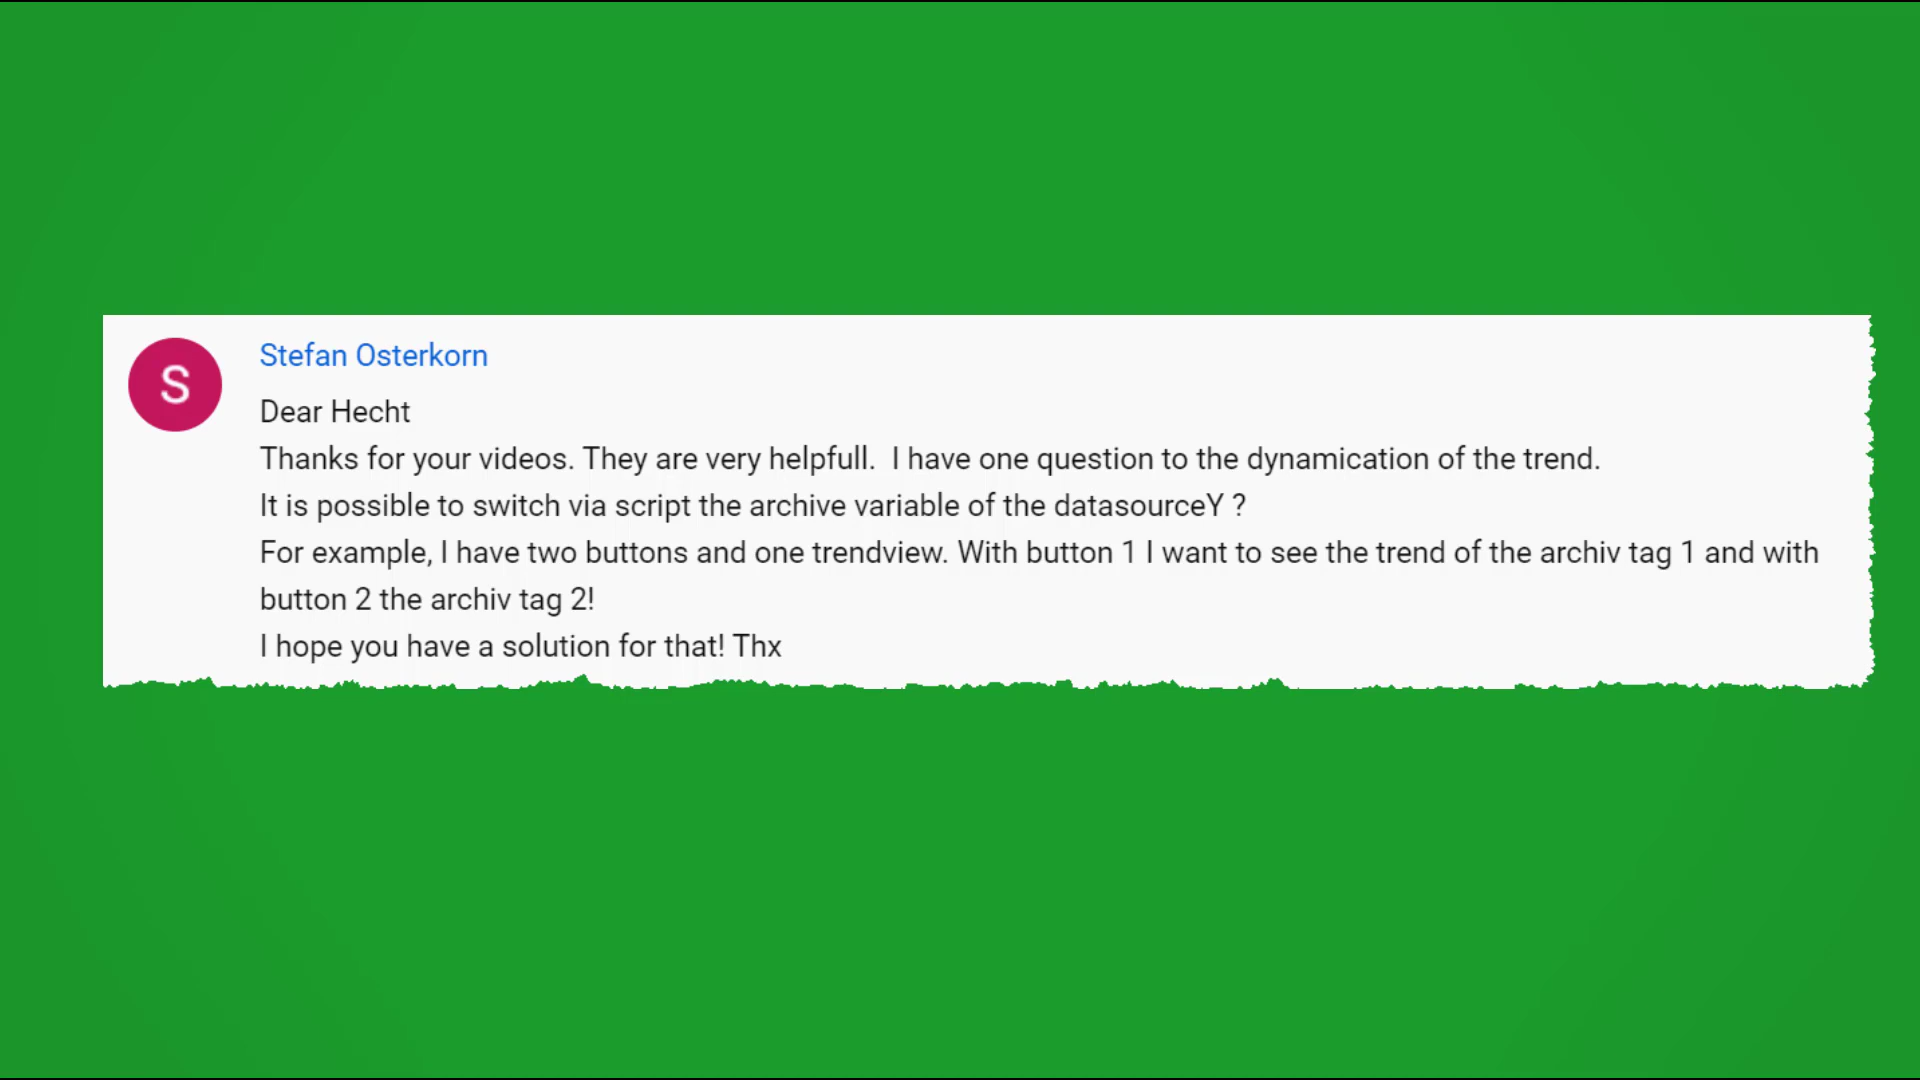 S
Stefan Osterkorn
Dear Hecht
Thanks for your videos. They are very helpfull.  I have one question to the dynamication of the trend.
It is possible to switch via script the archive variable of the datasourceY ?
For example, I have two buttons and one trendview. With button 1 I want to see the trend of the archiv tag 1 and with
button 2 the archiv tag 2!
I hope you have a solution for that! Thx